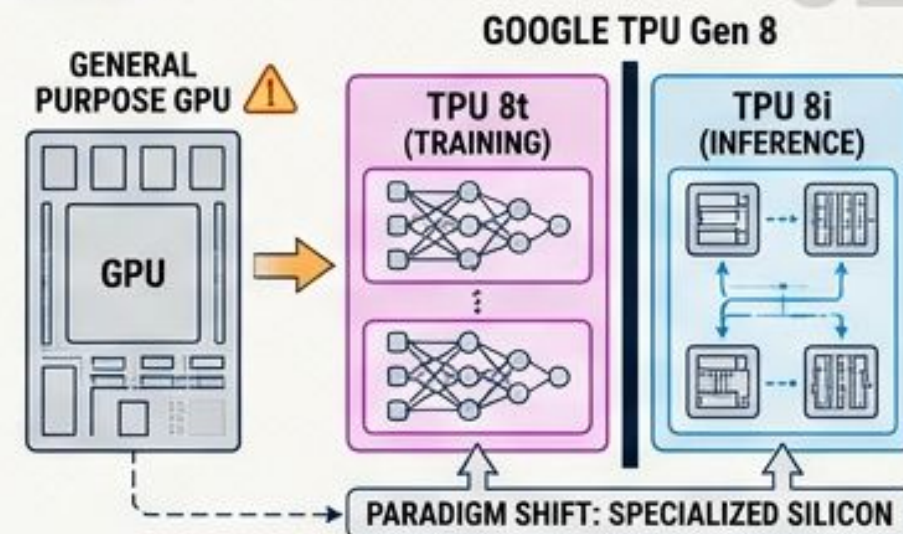 GOOGLE TPU Gen 8
GENERAL
PURPOSE GPU
GPU
TPU 8t
(TRAINING)
TPU 8i
(INFERENCE)
PARADIGM SHIFT: SPECIALIZED SILICON